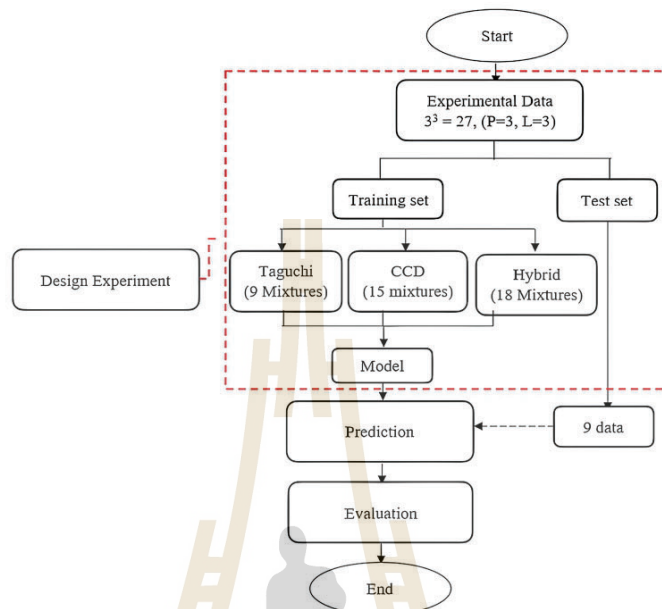 Start
Experimental Data
3³ = 27, (P=3, L=3)
Training set
Test set
Design Experiment
Taguchi
(9 Mixtures)
CCD
(15 mixtures)
Hybrid
(18 Mixtures)
Model
Prediction
9 data
Evaluation
End